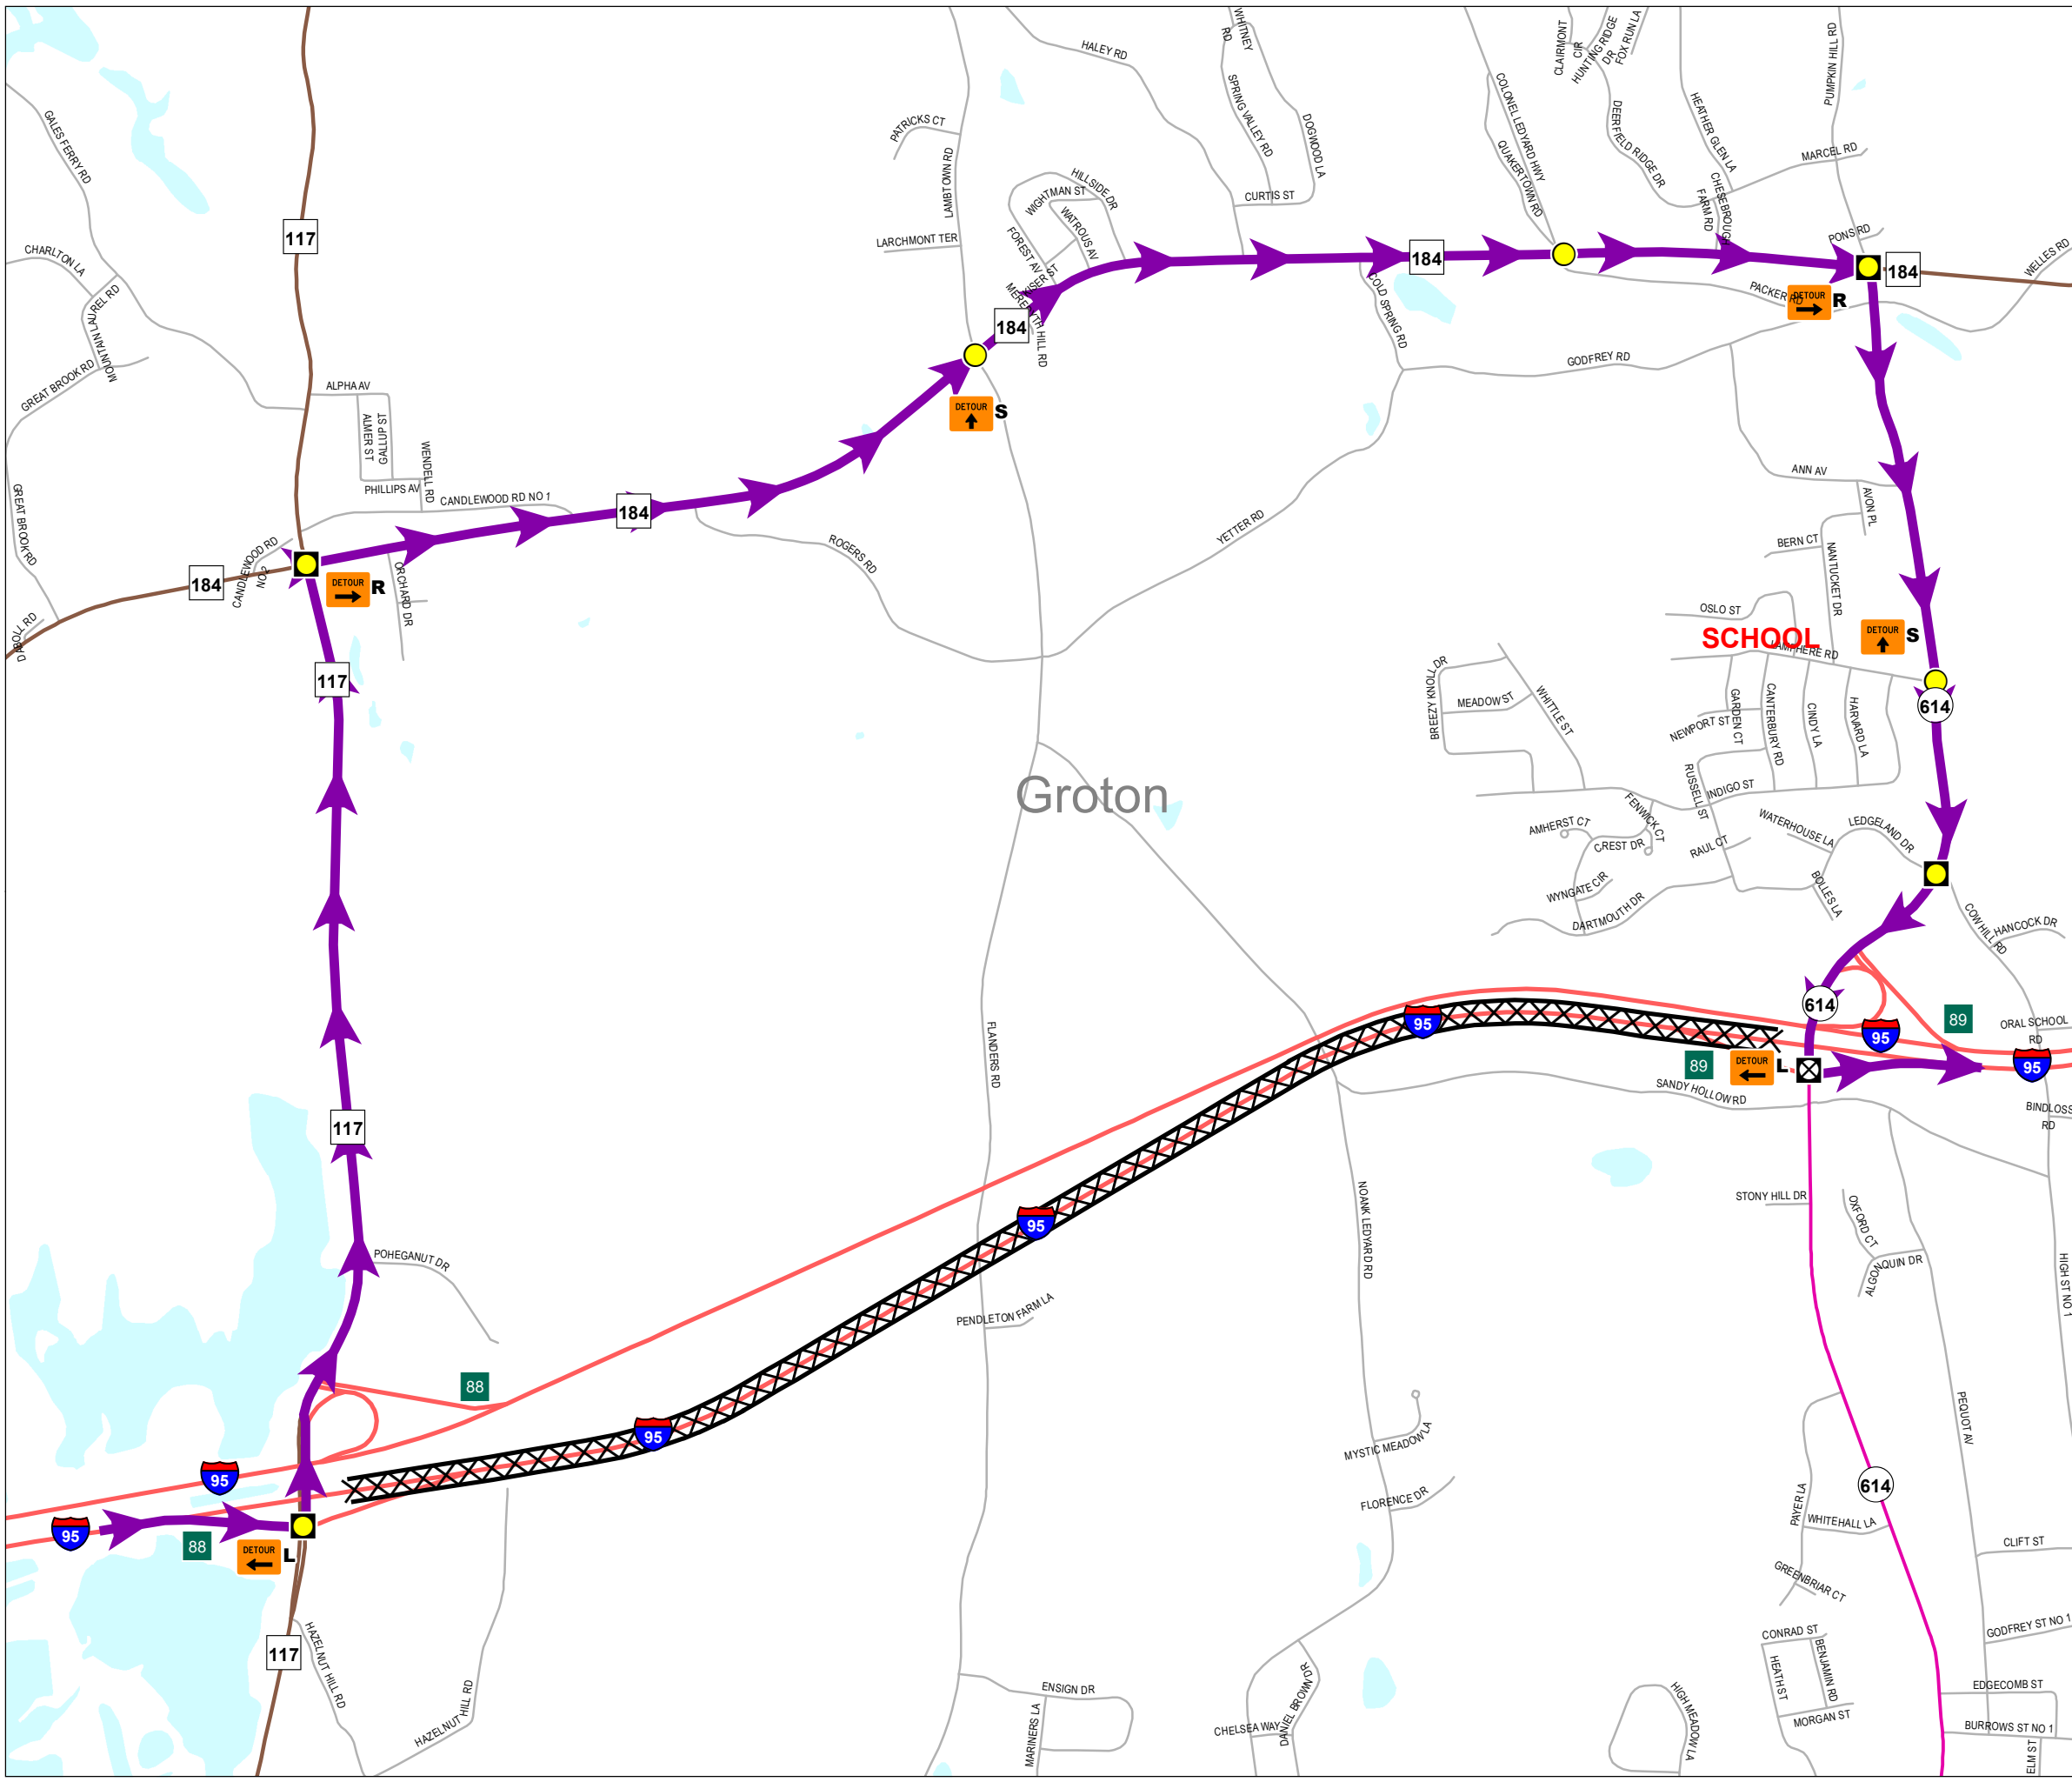 HALEY RD
WHITNEY
RD
SPRING VALLEY RD
DOGWOOD LA
CURTIS ST
COLONEL LEDYARD HWY
QUAKERTOWN RD
CLAIRMONT
CIR
HUNTING RIDGE
DR
FOX RUN LA
DEERFIELD RIDGE DR
HEATHER GLEN LA
CHESEBROUGH
FARM RD
PUMPKIN HILL RD
MARCEL RD
PONS RD
WELLES RD
GALES FERRY RD
CHARLTON LA
MOUNTAIN LAUREL RD
GREAT BROOK RD
GREAT BROOK RD
117
PATRICKS CT
LAMBTOWN RD
LARCHMONT TER
WIGHTMAN ST
HILLSIDE DR
WATROUS AV
FOREST AV
KISER ST
MERENYTH HILL RD
184
184
184
PACKER RD
DETOUR
R
COLD SPRING RD
GODFREY RD
ALPHA AV
GALLUP ST
ALMER ST
PHILLIPS AV
WENDELL RD
CANDLEWOOD RD NO 1
184
DETOUR
S
ROGERS RD
YETTER RD
ANN AV
AVON PL
BERN CT
NANTUCKET DR
OSLO ST
SCHOOL
LAMPHERE RD
DETOUR
S
614
184
CANDLEWOOD RD
NO 2
DETOUR
R
ORCHARD DR
DABOLL RD
117
BREEZY KNOLL DR
MEADOW ST
WHITTLE ST
NEWPORT ST
GARDEN CT
CANTERBURY RD
CINDY LA
HARVARD LA
RUSSELL ST
INDIGO ST
Groton
FENWICK CT
AMHERST CT
CREST DR
RAUL CT
WATERHOUSE LA
LEDGELAND DR
WYNGATE CIR
DARTMOUTH DR
BOLLES LA
COW HILL RD
HANCOCK DR
614
89
95
ORAL SCHOOL
RD
95
95
89
DETOUR
L
SANDY HOLLOW RD
BINDLOSS
RD
FLANDERS RD
117
NOANK LEDYARD RD
STONY HILL DR
OXFORD CT
ALGONQUIN DR
HIGH ST NO 1
95
POHEGANUT DR
PENDLETON FARM LA
88
95
95
95
88
DETOUR
L
MYSTIC MEADOW LA
FLORENCE DR
PEQUOT AV
614
PAYER LA
WHITEHALL LA
CLIFT ST
GREENBRIAR CT
117
HAZELNUT HILL RD
HAZELNUT HILL RD
ENSIGN DR
MARINERS LA
CHELSEA WAY
DANIEL BROWN DR
HIGH MEADOW LA
CONRAD ST
HEATH ST
BENJAMIN RD
MORGAN ST
GODFREY ST NO 1
EDGECOMB ST
BURROWS ST NO 1
ELM ST